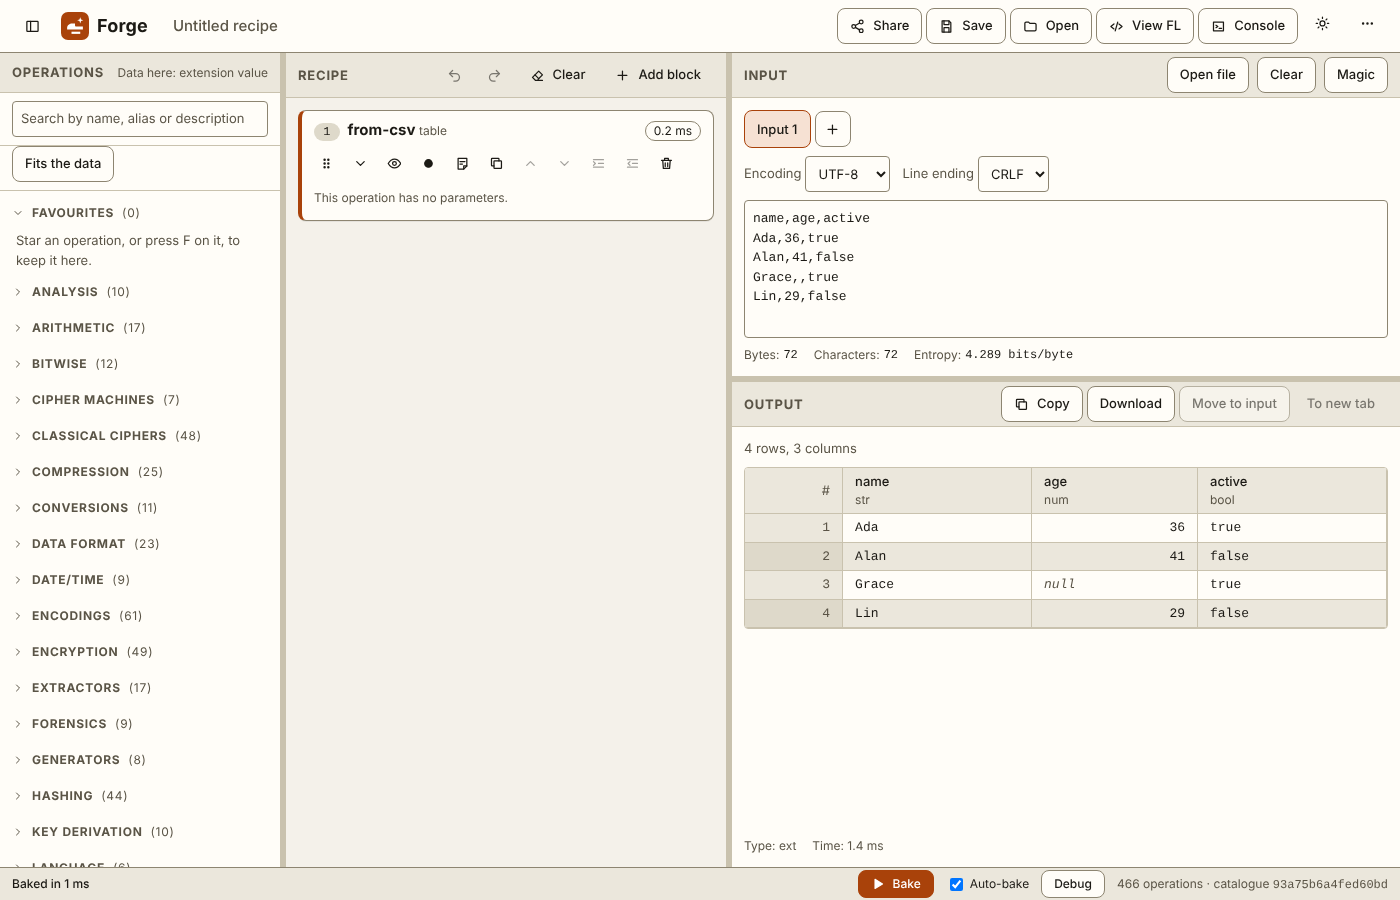 Forge
Untitled recipe
Share
Save
Open
View FL
Console
OPERATIONS
Data here: extension value
Search by name, alias or description
Fits the data
FAVOURITES (0)
Star an operation, or press F on it, to
keep it here.
ANALYSIS (10)
ARITHMETIC (17)
BITWISE (12)
CIPHER MACHINES (7)
CLASSICAL CIPHERS (48)
COMPRESSION (25)
CONVERSIONS (11)
DATA FORMAT (23)
DATE/TIME (9)
ENCODINGS (61)
ENCRYPTION (49)
EXTRACTORS (17)
FORENSICS (9)
GENERATORS (8)
HASHING (44)
KEY DERIVATION (10)
LANGUAGE (6)
RECIPE
Clear
Add block
1 from-csv table 0.2 ms
This operation has no parameters.
INPUT
Open file
Clear
Magic
Input 1
+
Encoding UTF-8 Line ending CRLF
name,age,active
Ada,36,true
Alan,41,false
Grace,,true
Lin,29,false
Bytes: 72 Characters: 72 Entropy: 4.289 bits/byte
OUTPUT
Copy
Download
Move to input
To new tab
4 rows, 3 columns
# name age active
str num bool
1 Ada 36 true
2 Alan 41 false
3 Grace null true
4 Lin 29 false
Type: ext Time: 1.4 ms
Baked in 1 ms
Bake
Auto-bake
Debug
466 operations · catalogue 93a75b6a4fed60bd